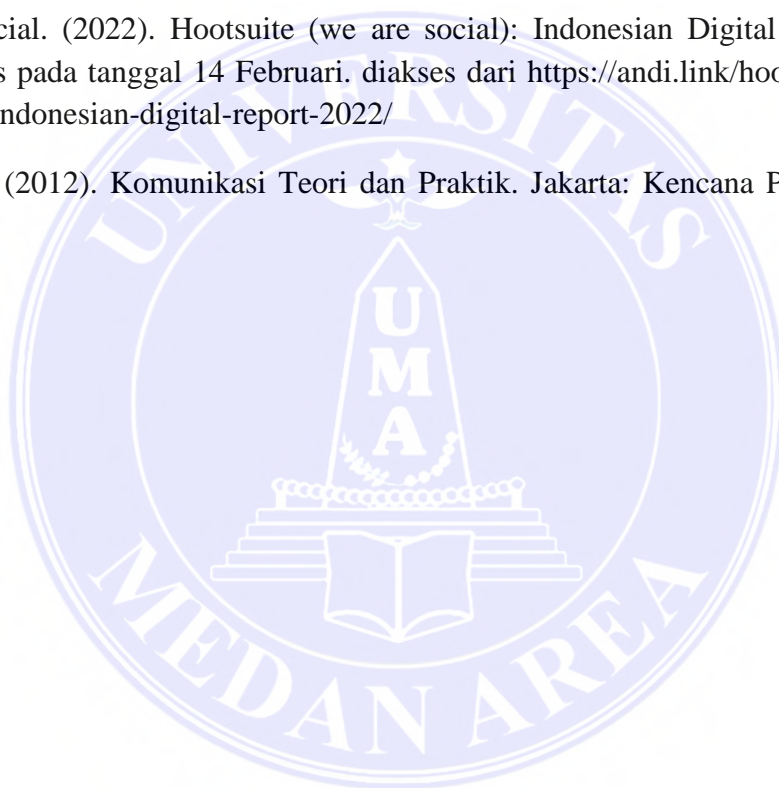 cial. (2022). Hootsuite (we are social): Indonesian Digital
s pada tanggal 14 Februari. diakses dari https://andi.link/hoo
ndonesian-digital-report-2022/
(2012). Komunikasi Teori dan Praktik. Jakarta: Kencana P
UNIVERSITAS
U
M
A
MEDAN AREA